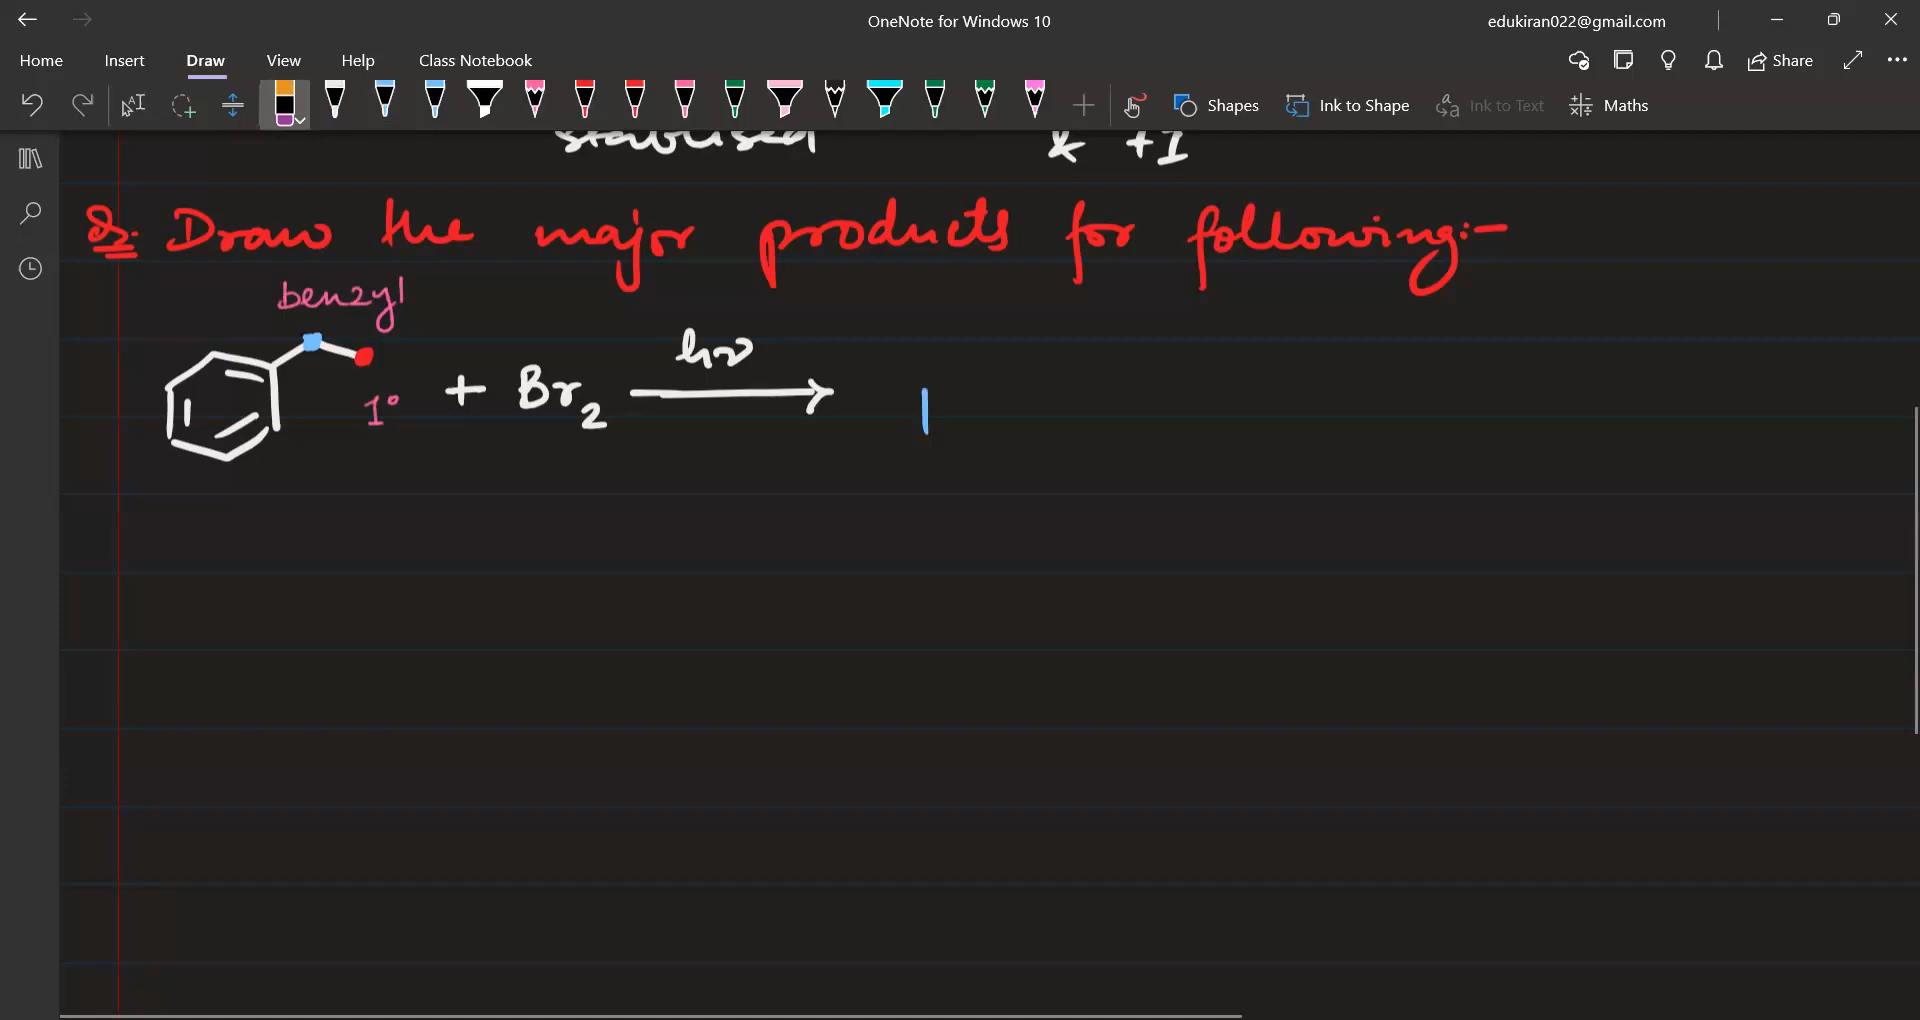 OneNote for Windows 10
edukiran022@gmail.com
Home Insert Draw View Help Class Notebook
Share
Shapes Ink to Shape Ink to Text Maths
stabilised & +I
Q. Draw the major products for following:-
benzyl
1° + Br2 hν